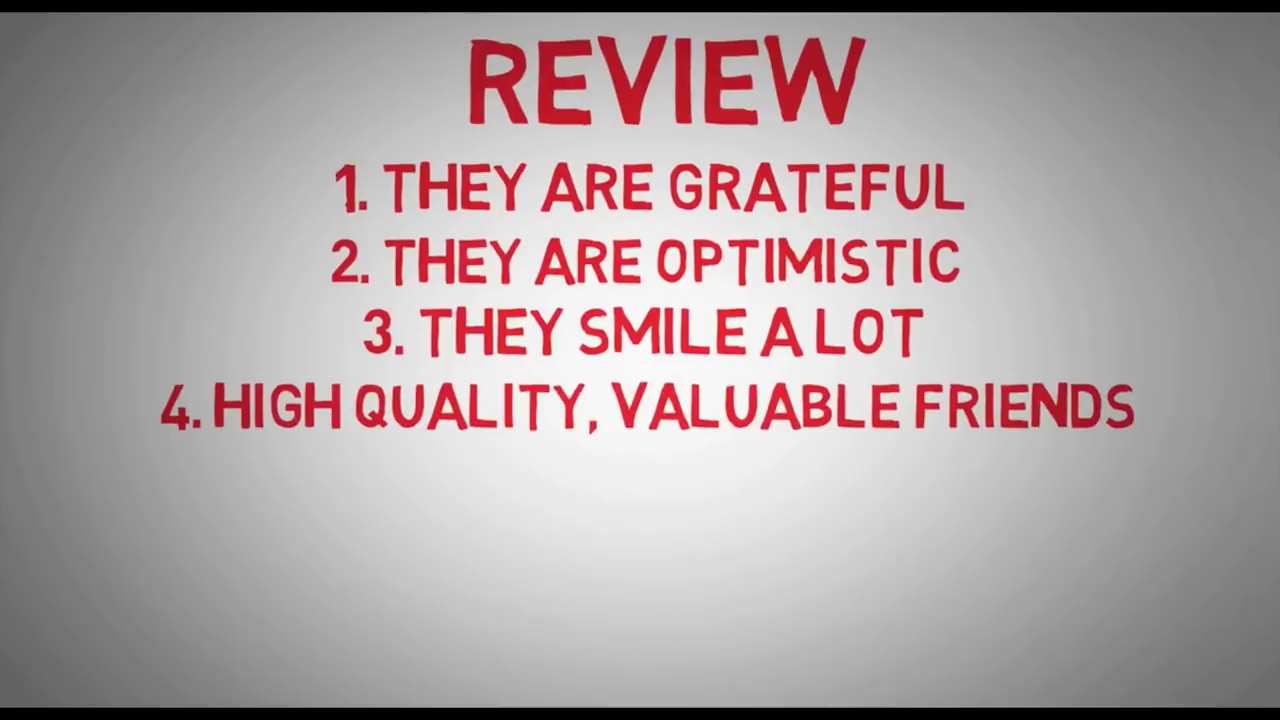 REVIEW
1. THEY ARE GRATEFUL
2. THEY ARE OPTIMISTIC
3. THEY SMILE A LOT
4. HIGH QUALITY, VALUABLE FRIENDS